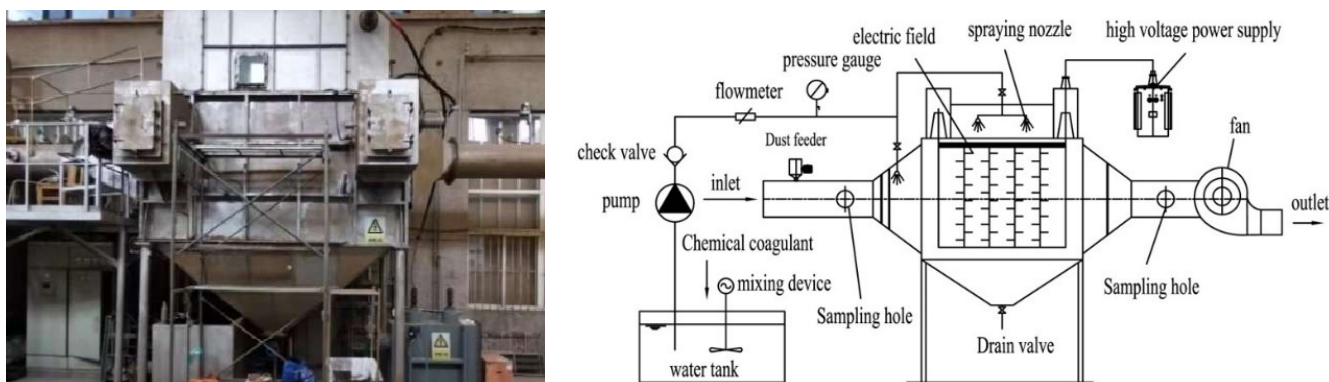 electric field
spraying nozzle
high voltage power supply
pressure gauge
flowmeter
Dust feeder
fan
check valve
inlet
pump
outlet
Chemical coagulant
mixing device
Sampling hole
Sampling hole
Drain valve
water tank